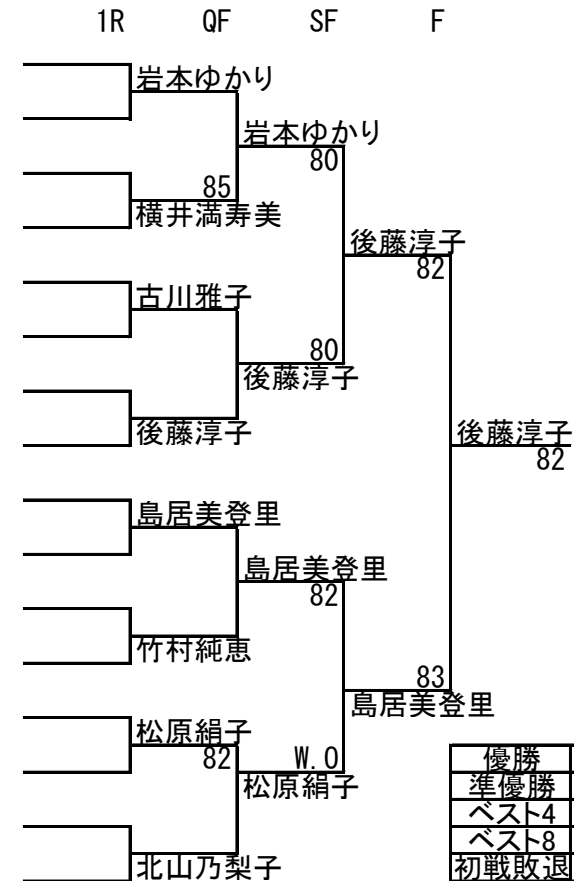 1R QF SF F
岩本ゆかり
岩本ゆかり
80
85
横井満寿美
後藤淳子
82
古川雅子
80
後藤淳子
後藤淳子
後藤淳子
82
島居美登里
島居美登里
82
竹村純恵
83
島居美登里
松原絹子
82
W.O
松原絹子
北山乃梨子
優勝
準優勝
ベスト4
ベスト8
初戦敗退